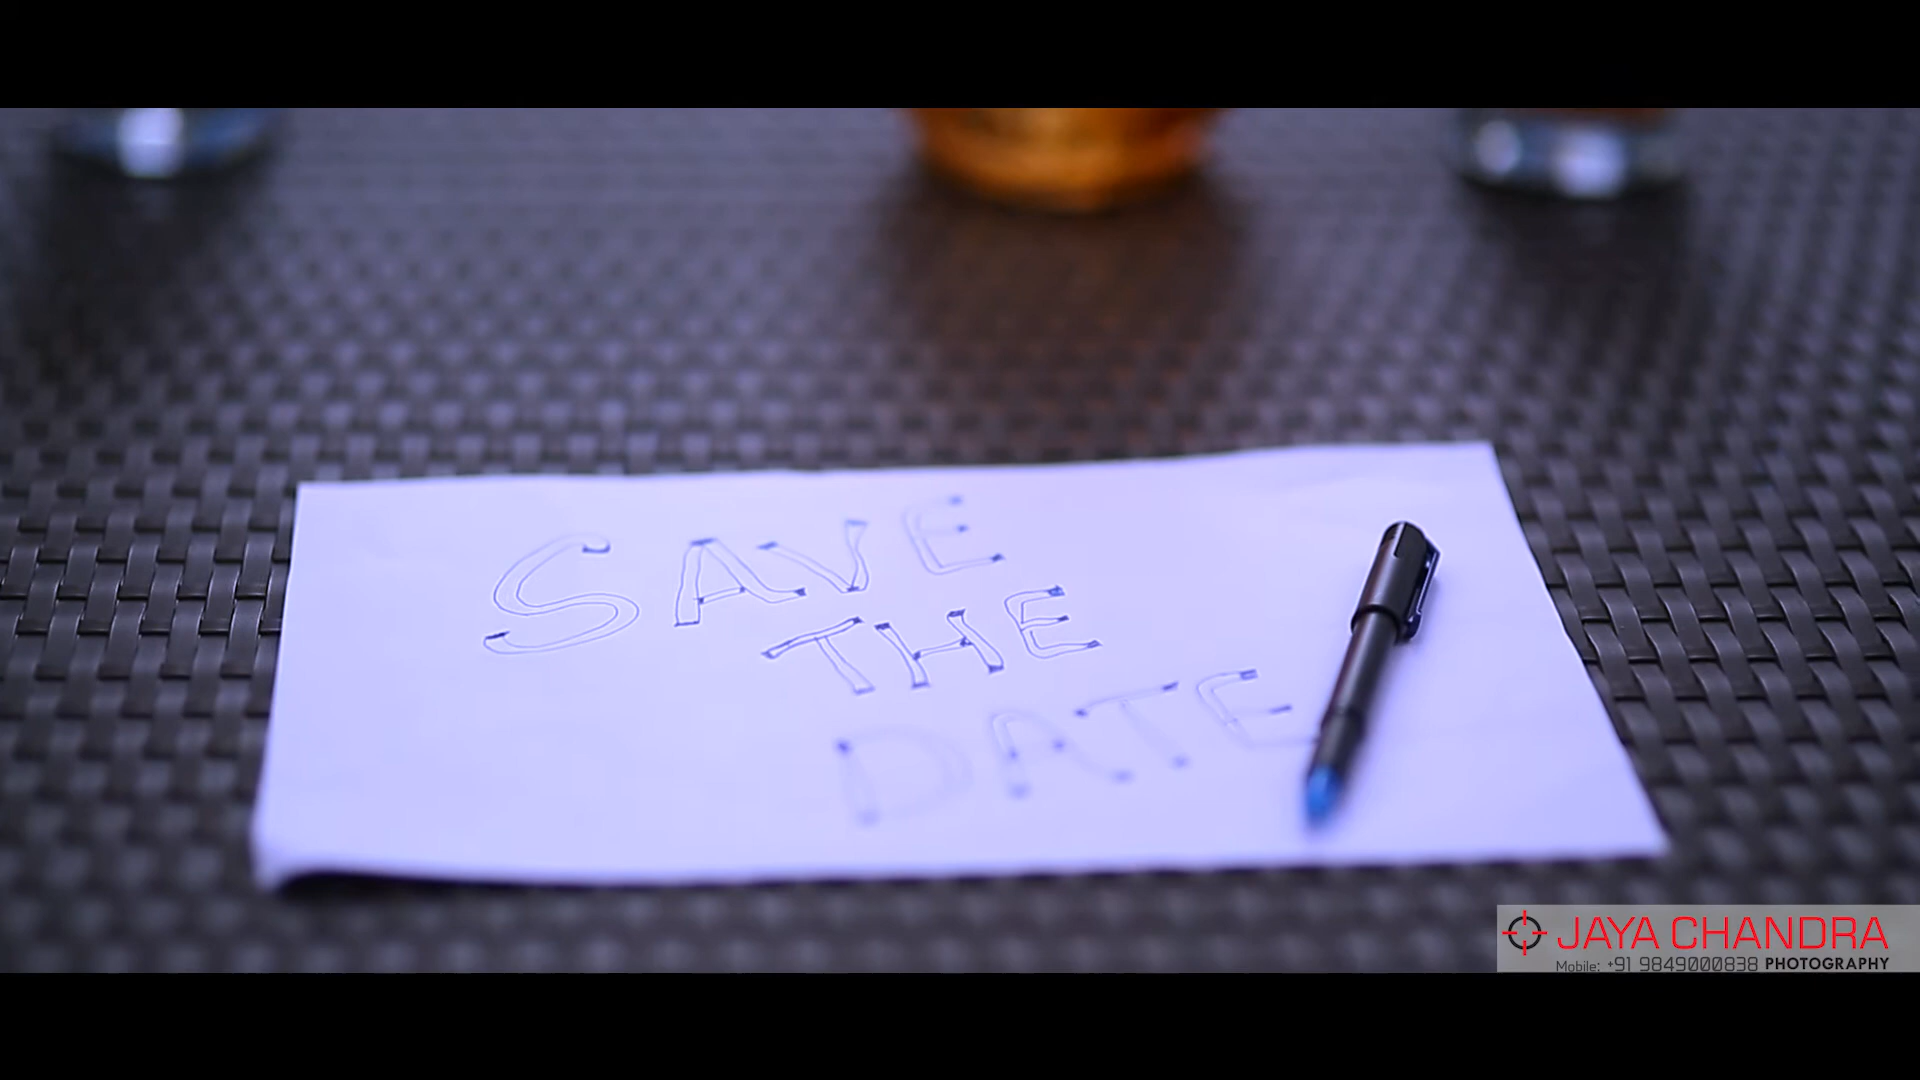 SAVE
THE
DATE
JAYA CHANDRA
Mobile: +91 9849000838 PHOTOGRAPHY